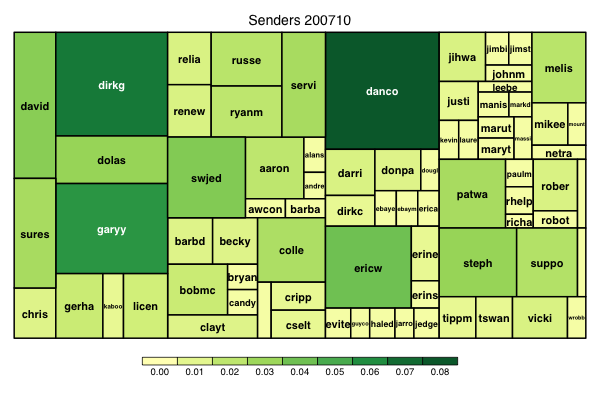 Senders 200710
david
dirkg
relia
russe
servi
danco
jihwa
jimbi
jimst
johnm
melis
renew
ryanm
justi
leebe
manis
markd
mikee
mount
kevin
laure
marut
massi
maryt
netra
dolas
swjed
aaron
alans
andre
awcon
barba
darri
donpa
dougl
dirkc
ebaye
ebaym
erica
patwa
paulm
rhelp
richa
rober
robot
sures
garyy
barbd
becky
colle
ericw
erine
erins
steph
suppo
bobmc
bryan
candy
clayt
cripp
cselt
chris
gerha
kaboo
licen
evite
guyco
haled
jarro
jedge
tippm
tswan
vicki
wrobb
0.00 0.01 0.02 0.03 0.04 0.05 0.06 0.07 0.08